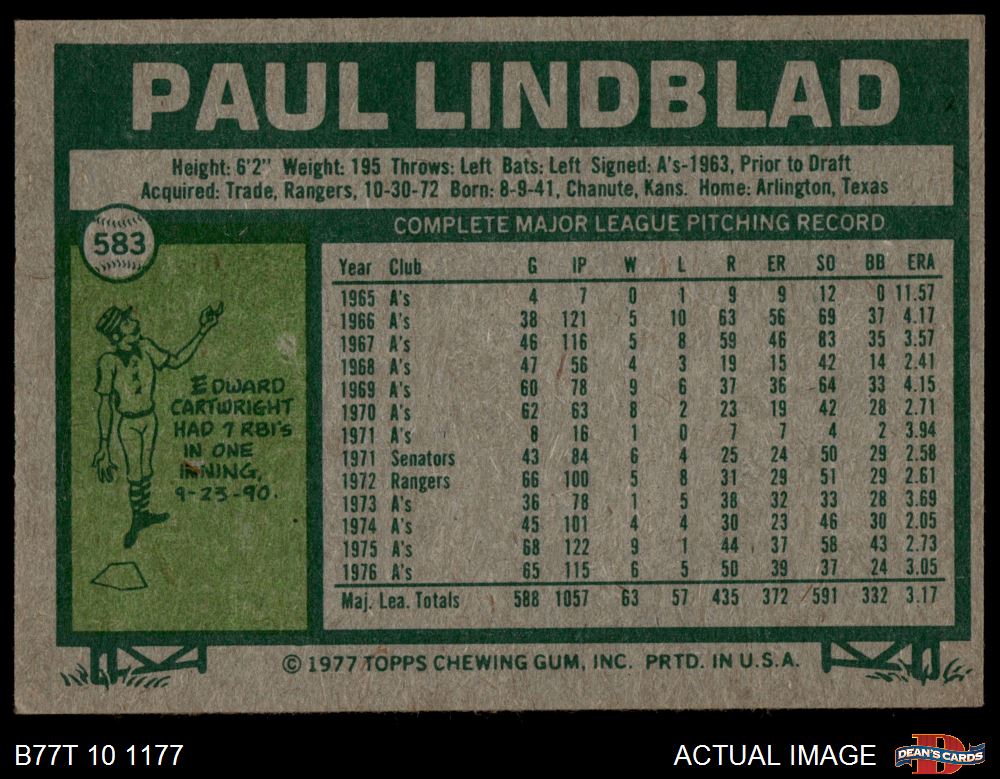 PAUL LINDBLAD
Height: 6'2" Weight: 195 Throws: Left Bats: Left Signed: A's-1963, Prior to Draft
Acquired: Trade, Rangers, 10-30-72 Born: 8-9-41, Chanute, Kans. Home: Arlington, Texas
583
COMPLETE MAJOR LEAGUE PITCHING RECORD
Year Club G IP W L R ER SO BB ERA
1965 A's 4 7 0 1 9 9 12 0 11.57
1966 A's 38 121 5 10 63 56 69 37 4.17
1967 A's 46 116 5 8 59 46 83 35 3.57
1968 A's 47 56 4 3 19 15 42 14 2.41
1969 A's 60 78 9 6 37 36 64 33 4.15
1970 A's 62 63 8 2 23 19 42 28 2.71
1971 A's 8 16 1 0 7 7 4 2 3.94
1971 Senators 43 84 6 4 25 24 50 29 2.58
1972 Rangers 66 100 5 8 31 29 51 29 2.61
1973 A's 36 78 1 5 38 32 33 28 3.69
1974 A's 45 101 4 4 30 23 46 30 2.05
1975 A's 68 122 9 1 44 37 58 43 2.73
1976 A's 65 115 6 5 50 39 37 24 3.05
Maj. Lea. Totals 588 1057 63 57 435 372 591 332 3.17
EDWARD
CARTWRIGHT
HAD 7 RBI's
IN ONE
INNING,
9-23-90.
© 1977 TOPPS CHEWING GUM, INC. PRTD. IN U.S.A.
B77T 10 1177
ACTUAL IMAGE
DEAN'S CARDS